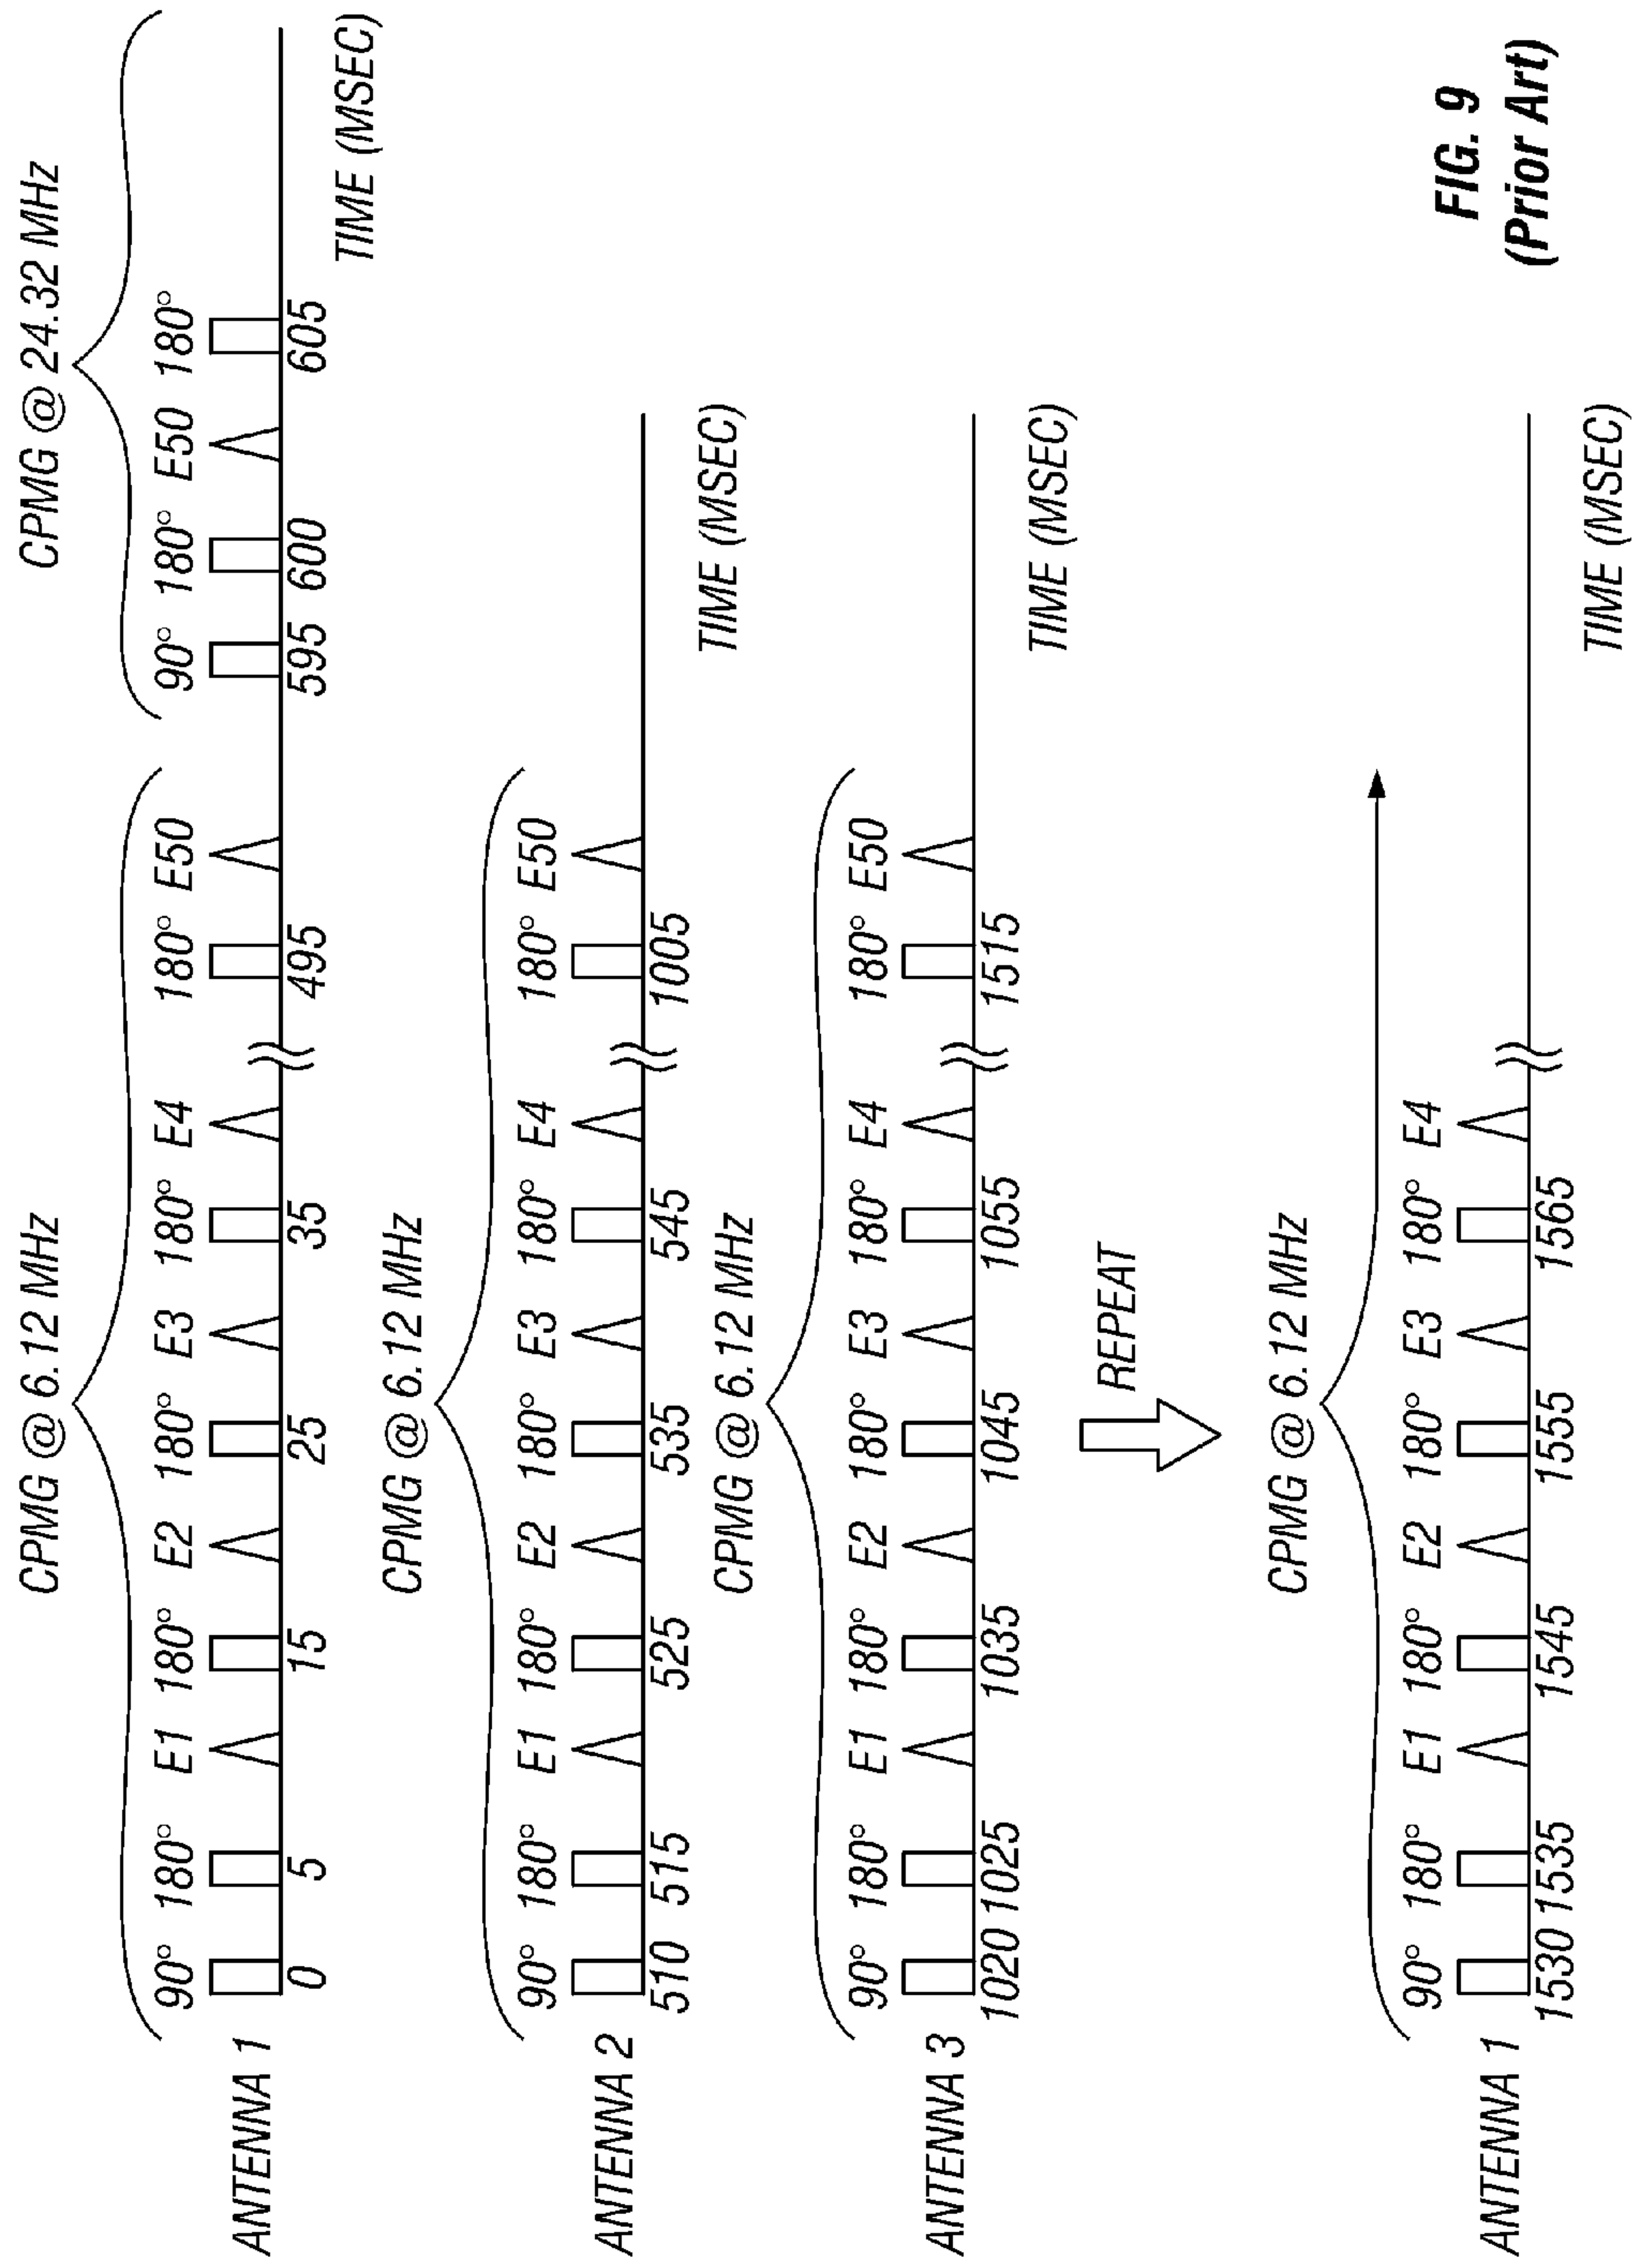 CPMG @ 6.12 MHz
CPMG @ 24.32 MHz
90° 180° E1 180° E2 180° E3 180° E4 180° E50 90° 180° E50 180°
ANTENNA 1
0 5 15 25 35 495 595 600 605
TIME (MSEC)
CPMG @ 6.12 MHz
90° 180° E1 180° E2 180° E3 180° E4 180° E50
ANTENNA 2
510 515 525 535 545 1005
TIME (MSEC)
CPMG @ 6.12 MHz
90° 180° E1 180° E2 180° E3 180° E4 180° E50
ANTENNA 3
1020 1025 1035 1045 1055 1515
TIME (MSEC)
REPEAT
CPMG @ 6.12 MHz
90° 180° E1 180° E2 180° E3 180° E4
ANTENNA 1
1530 1535 1545 1555 1565
TIME (MSEC)
FIG. 9
(Prior Art)